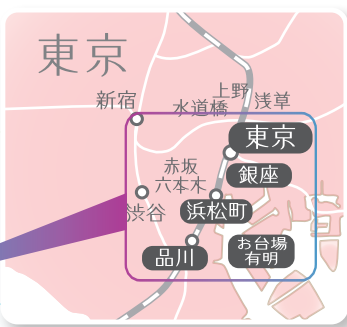 東京
新宿
上野
水道橋
浅草
東京
銀座
赤坂
六本木
渋谷
浜松町
品川
お台場
有明